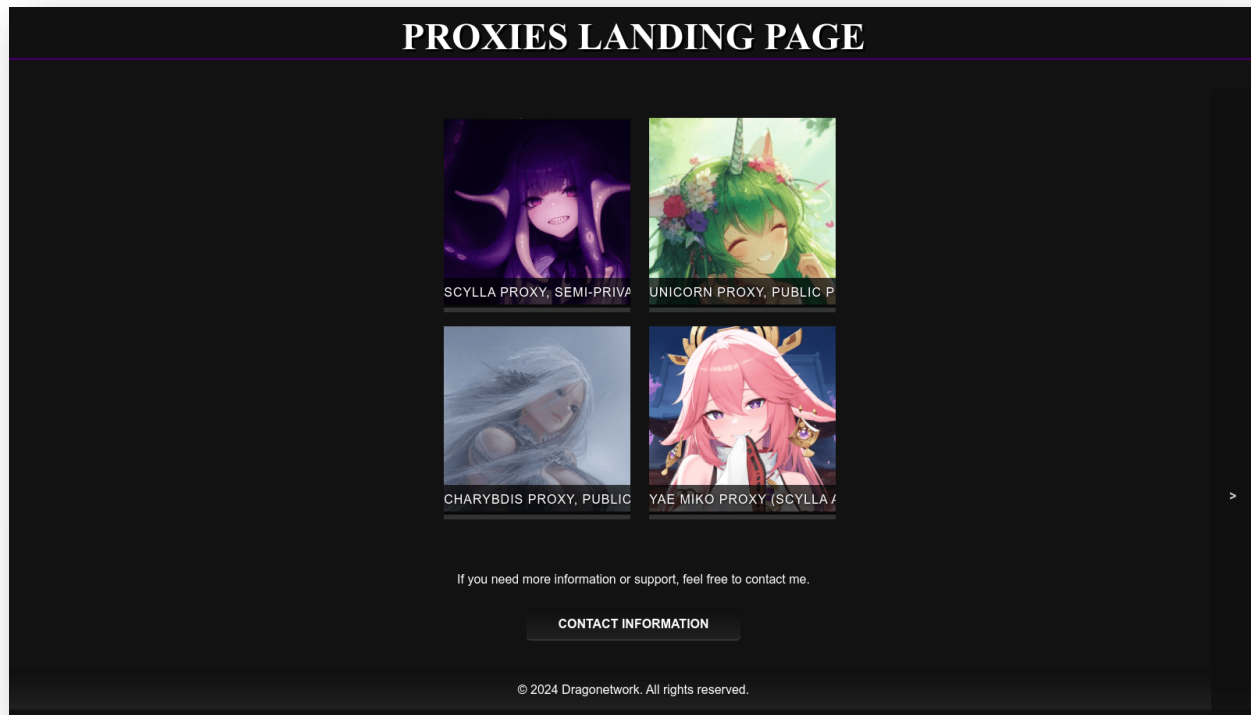 PROXIES LANDING PAGE
SCYLLA PROXY, SEMI-PRIVA
UNICORN PROXY, PUBLIC P
CHARYBDIS PROXY, PUBLIC
YAE MIKO PROXY (SCYLLA A
>
If you need more information or support, feel free to contact me.
CONTACT INFORMATION
© 2024 Dragonetwork. All rights reserved.